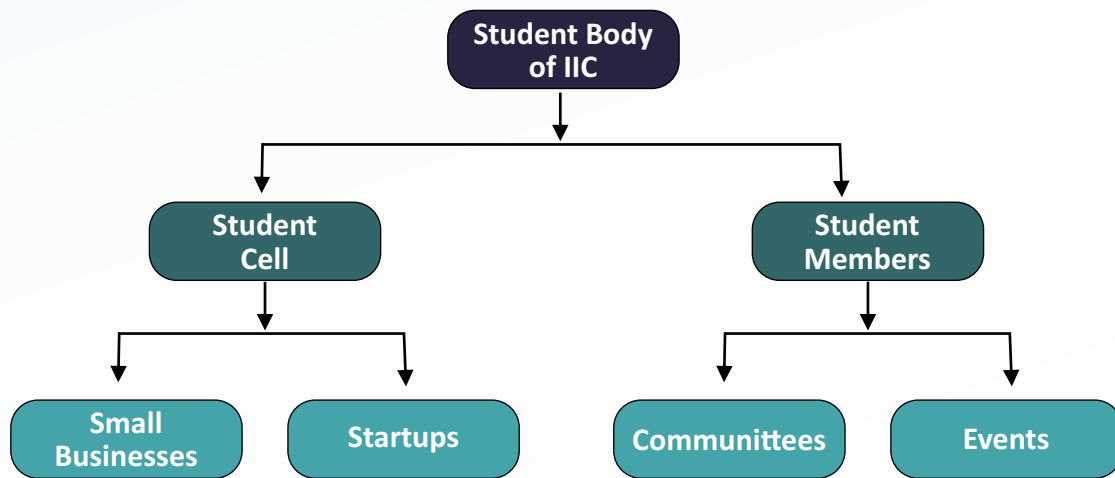 Student Body
of IIC
Student
Cell
Student
Members
Small
Businesses
Startups
Communittees
Events